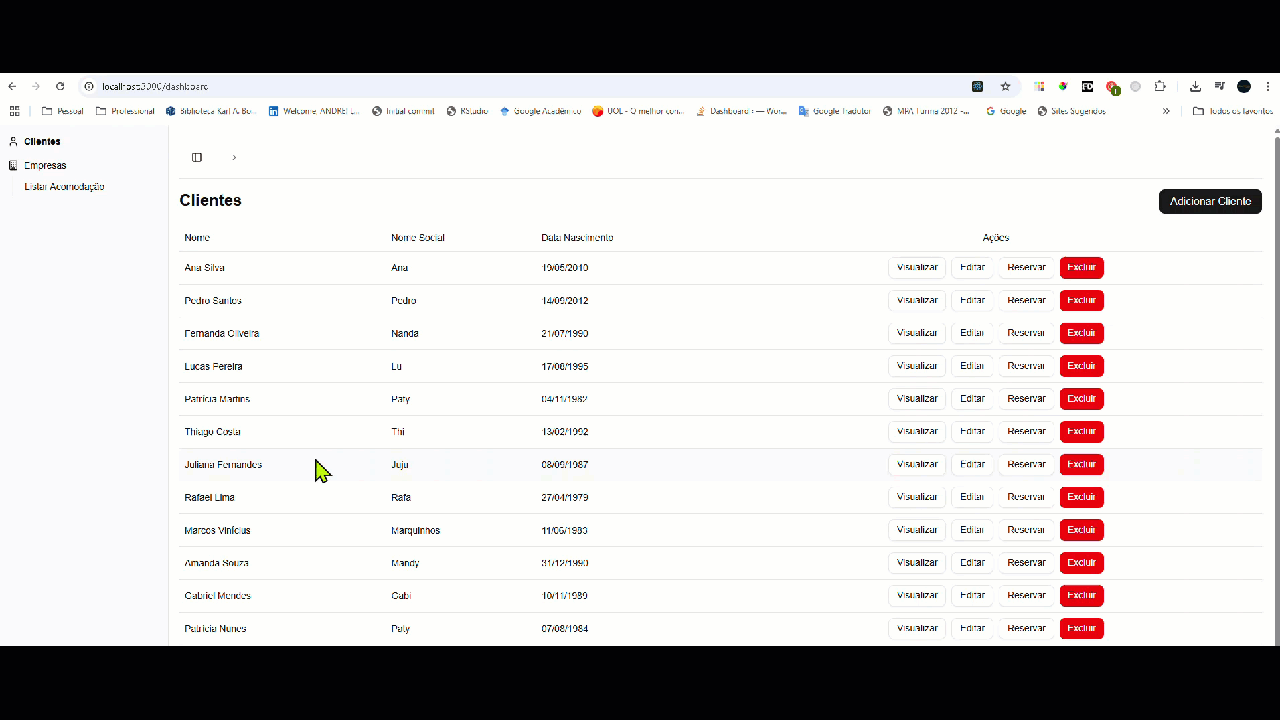 localhost:3000/dashboard
Pessoal Professional Biblioteca Karl A. Bo... Welcome, ANDREI _... Initial commit RStudio Google Acadêmico UOL - O melhor con... Dashboard : — Wor... Google Tradutor MPA Turma 2012 -... Google Sites Sugeridos Todos os favoritos
Clientes
Empresas
Listar Acomodação
Clientes Adicionar Cliente
Nome Nome Social Data Nascimento Ações
Ana Silva Ana 19/05/2010 Visualizar Editar Reservar Excluir
Pedro Santos Pedro 14/09/2012 Visualizar Editar Reservar Excluir
Fernanda Oliveira Nanda 21/07/1990 Visualizar Editar Reservar Excluir
Lucas Pereira Lu 17/08/1995 Visualizar Editar Reservar Excluir
Patrícia Martins Paty 04/11/1982 Visualizar Editar Reservar Excluir
Thiago Costa Thi 13/02/1992 Visualizar Editar Reservar Excluir
Juliana Fernandes Juju 08/09/1987 Visualizar Editar Reservar Excluir
Rafael Lima Rafa 27/04/1979 Visualizar Editar Reservar Excluir
Marcos Vinícius Marquinhos 11/06/1983 Visualizar Editar Reservar Excluir
Amanda Souza Mandy 31/12/1990 Visualizar Editar Reservar Excluir
Gabriel Mendes Gabi 10/11/1989 Visualizar Editar Reservar Excluir
Patrícia Nunes Paty 07/08/1984 Visualizar Editar Reservar Excluir